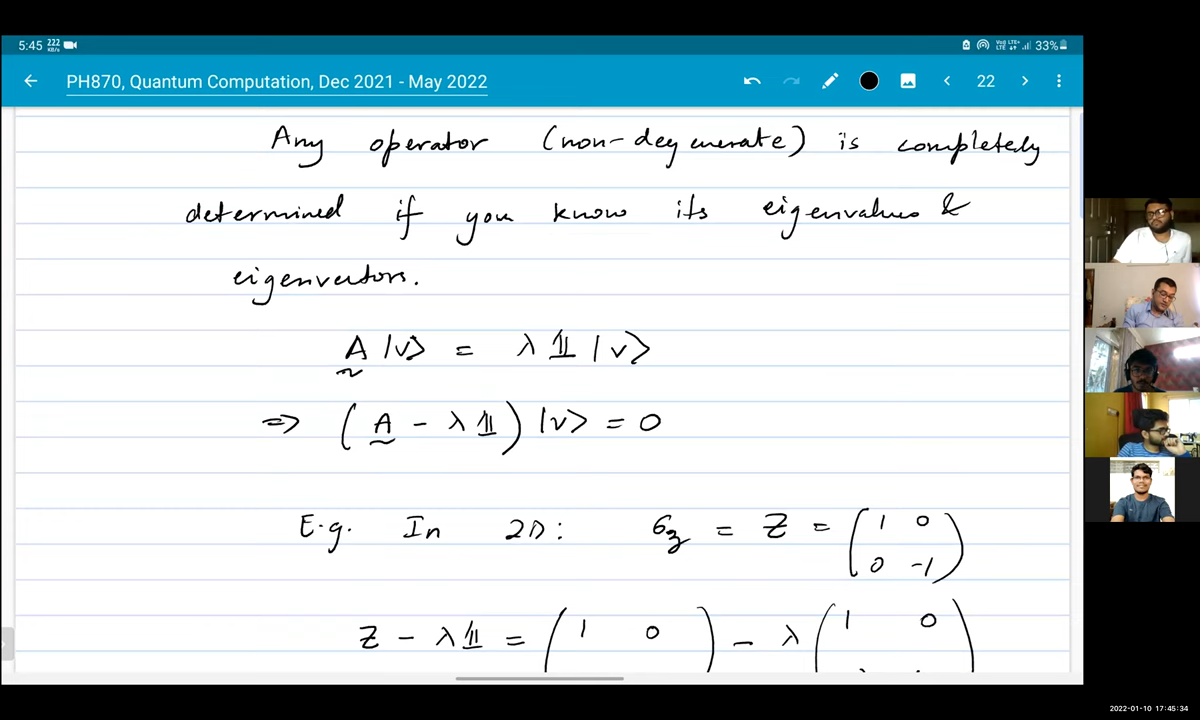 5:45 222 KB/s 33%
PH870, Quantum Computation, Dec 2021 - May 2022 22
Any operator (non-degenerate) is completely
determined if you know its eigenvalues &
eigenvectors.
A |v> = λ 𝟙 |v>
=> (A - λ 𝟙) |v> = 0
E.g. In 2D: σz = Z = (1 0
0 -1)
Z - λ𝟙 = (1 0) - λ (1 0
2022-01-10 17:45:34